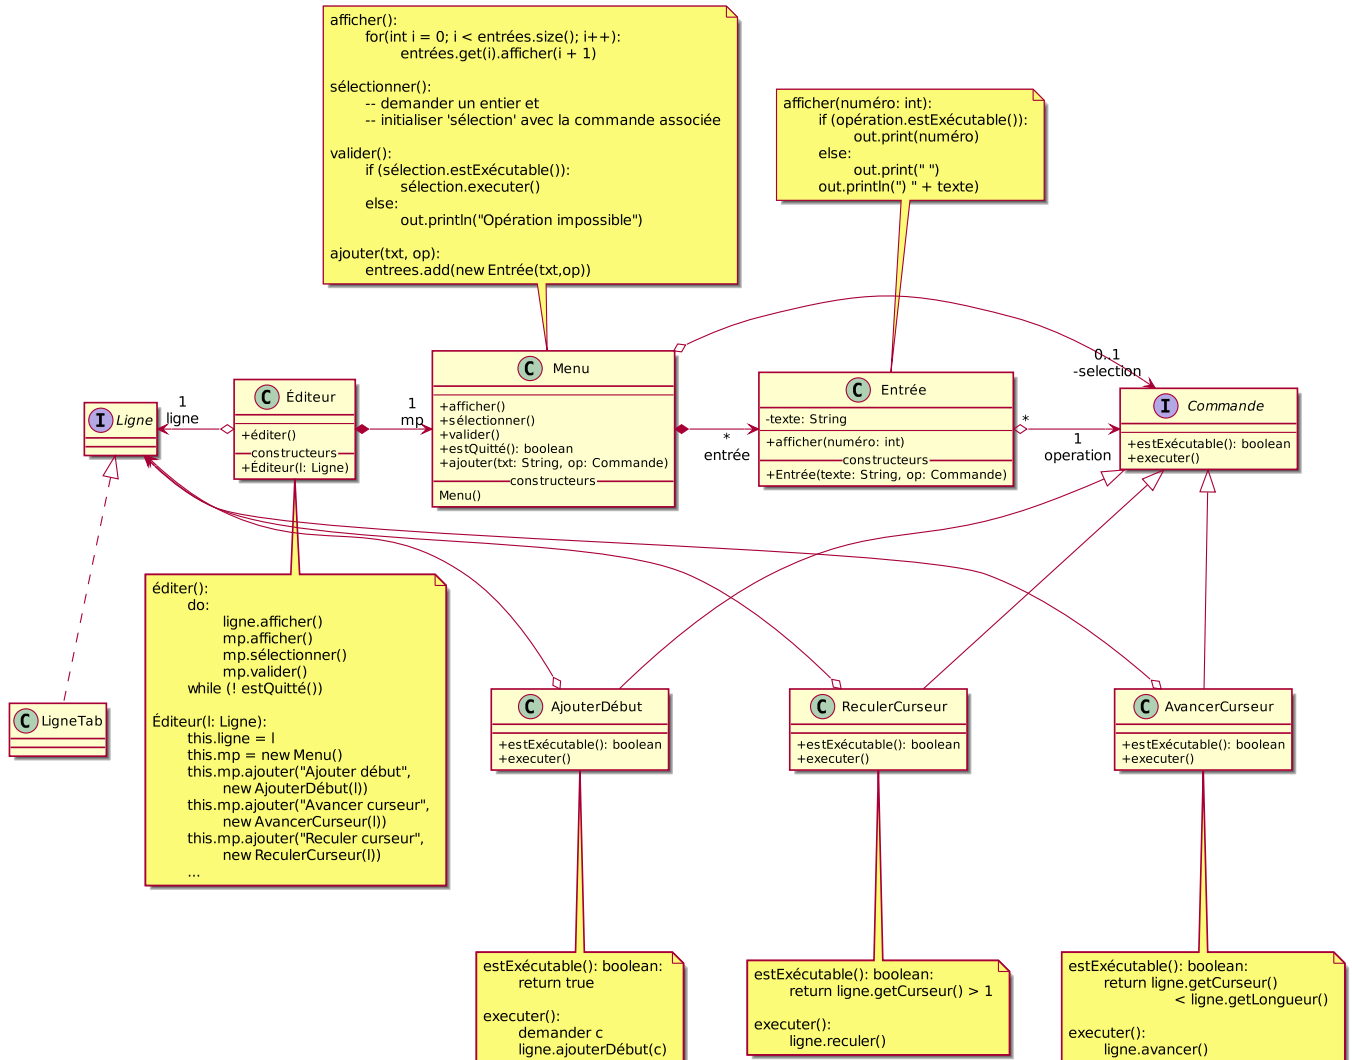 afficher():
for(int i = 0; i < entrées.size(); i++):
entrées.get(i).afficher(i + 1)
sélectionner():
-- demander un entier et
-- initialiser 'sélection' avec la commande associée
valider():
if (sélection.estExécutable()):
sélection.executer()
else:
out.println("Opération impossible")
ajouter(txt, op):
entrees.add(new Entrée(txt,op))
afficher(numéro: int):
if (opération.estExécutable()):
out.print(numéro)
else:
out.print(" ")
out.println(") " + texte)
I Ligne
1
ligne
C Éditeur
+éditer()
constructeurs
+Éditeur(l: Ligne)
1
mp
C Menu
+afficher()
+sélectionner()
+valider()
+estQuitté(): boolean
+ajouter(txt: String, op: Commande)
constructeurs
Menu()
*
entrée
C Entrée
-texte: String
+afficher(numéro: int)
constructeurs
+Entrée(texte: String, op: Commande)
*
1
operation
0..1
-selection
I Commande
+estExécutable(): boolean
+executer()
C LigneTab
éditer():
do:
ligne.afficher()
mp.afficher()
mp.sélectionner()
mp.valider()
while (! estQuitté())
Éditeur(l: Ligne):
this.ligne = l
this.mp = new Menu()
this.mp.ajouter("Ajouter début",
new AjouterDébut(l))
this.mp.ajouter("Avancer curseur",
new AvancerCurseur(l))
this.mp.ajouter("Reculer curseur",
new ReculerCurseur(l))
...
C AjouterDébut
+estExécutable(): boolean
+executer()
C ReculerCurseur
+estExécutable(): boolean
+executer()
C AvancerCurseur
+estExécutable(): boolean
+executer()
estExécutable(): boolean:
return true
executer():
demander c
ligne.ajouterDébut(c)
estExécutable(): boolean:
return ligne.getCurseur() > 1
executer():
ligne.reculer()
estExécutable(): boolean:
return ligne.getCurseur()
< ligne.getLongueur()
executer():
ligne.avancer()